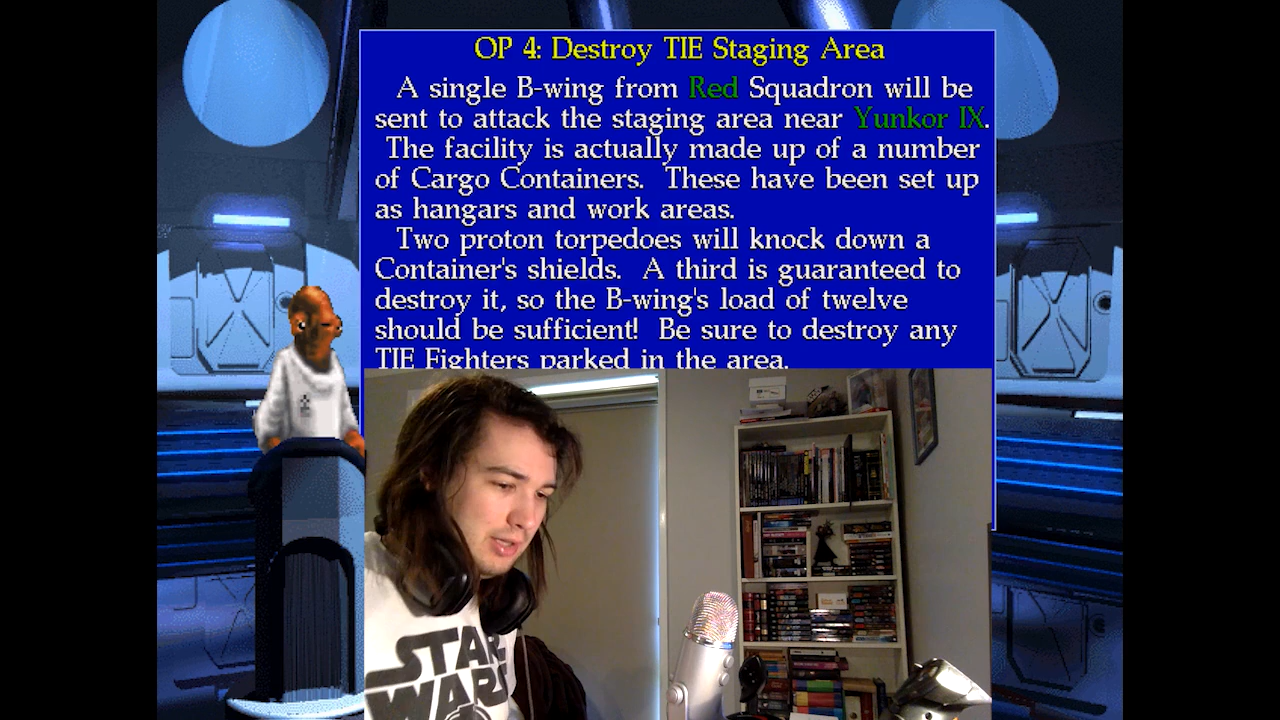 OP 4: Destroy TIE Staging Area
A single B-wing from Red Squadron will be
sent to attack the staging area near Yunkor IX.
The facility is actually made up of a number
of Cargo Containers. These have been set up
as hangars and work areas.
Two proton torpedoes will knock down a
Container's shields. A third is guaranteed to
destroy it, so the B-wing's load of twelve
should be sufficient! Be sure to destroy any
TIE Fighters parked in the area.
STAR
WARS